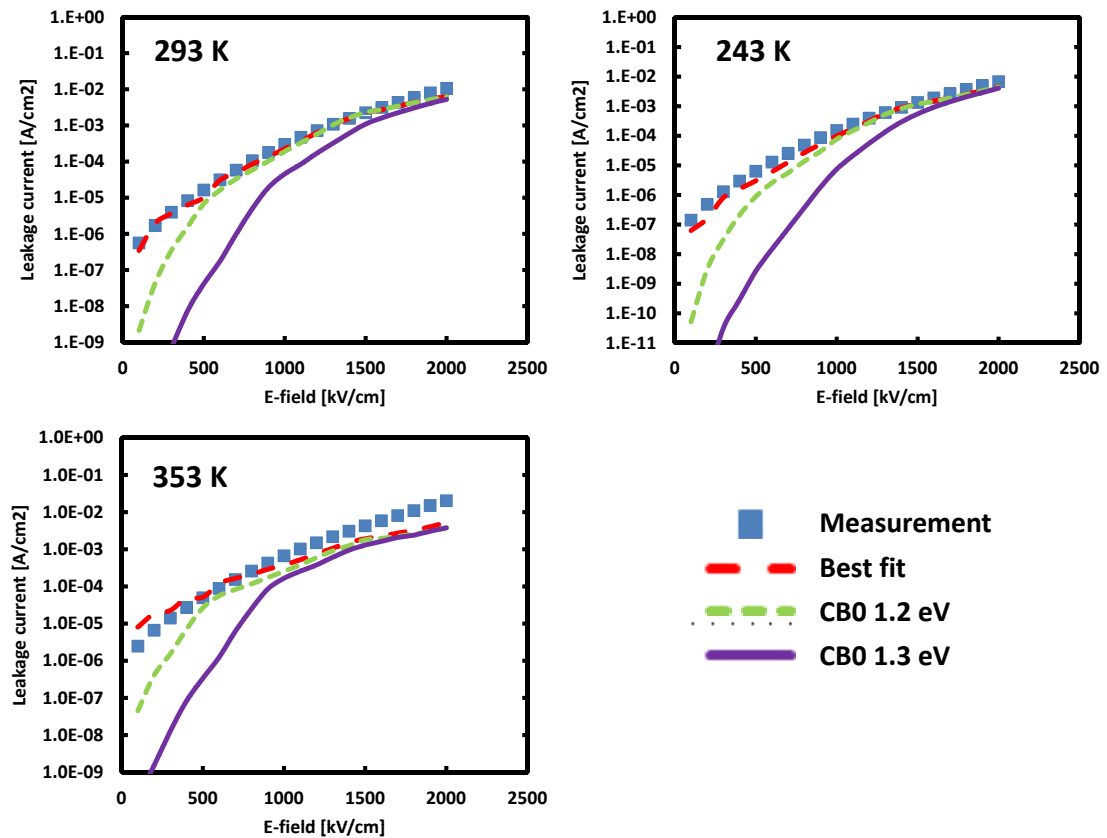 293 K
Leakage current [A/cm2]
1.E+00
1.E-01
1.E-02
1.E-03
1.E-04
1.E-05
1.E-06
1.E-07
1.E-08
1.E-09
0 500 1000 1500 2000 2500
E-field [kV/cm]
243 K
Leakage current [A/cm2]
1.E+00
1.E-01
1.E-02
1.E-03
1.E-04
1.E-05
1.E-06
1.E-07
1.E-08
1.E-09
1.E-10
1.E-11
0 500 1000 1500 2000 2500
E-field [kV/cm]
353 K
Leakage current [A/cm2]
1.0E+00
1.0E-01
1.0E-02
1.0E-03
1.0E-04
1.0E-05
1.0E-06
1.0E-07
1.0E-08
1.0E-09
0 500 1000 1500 2000 2500
E-field [kV/cm]
Measurement
Best fit
CB0 1.2 eV
CB0 1.3 eV